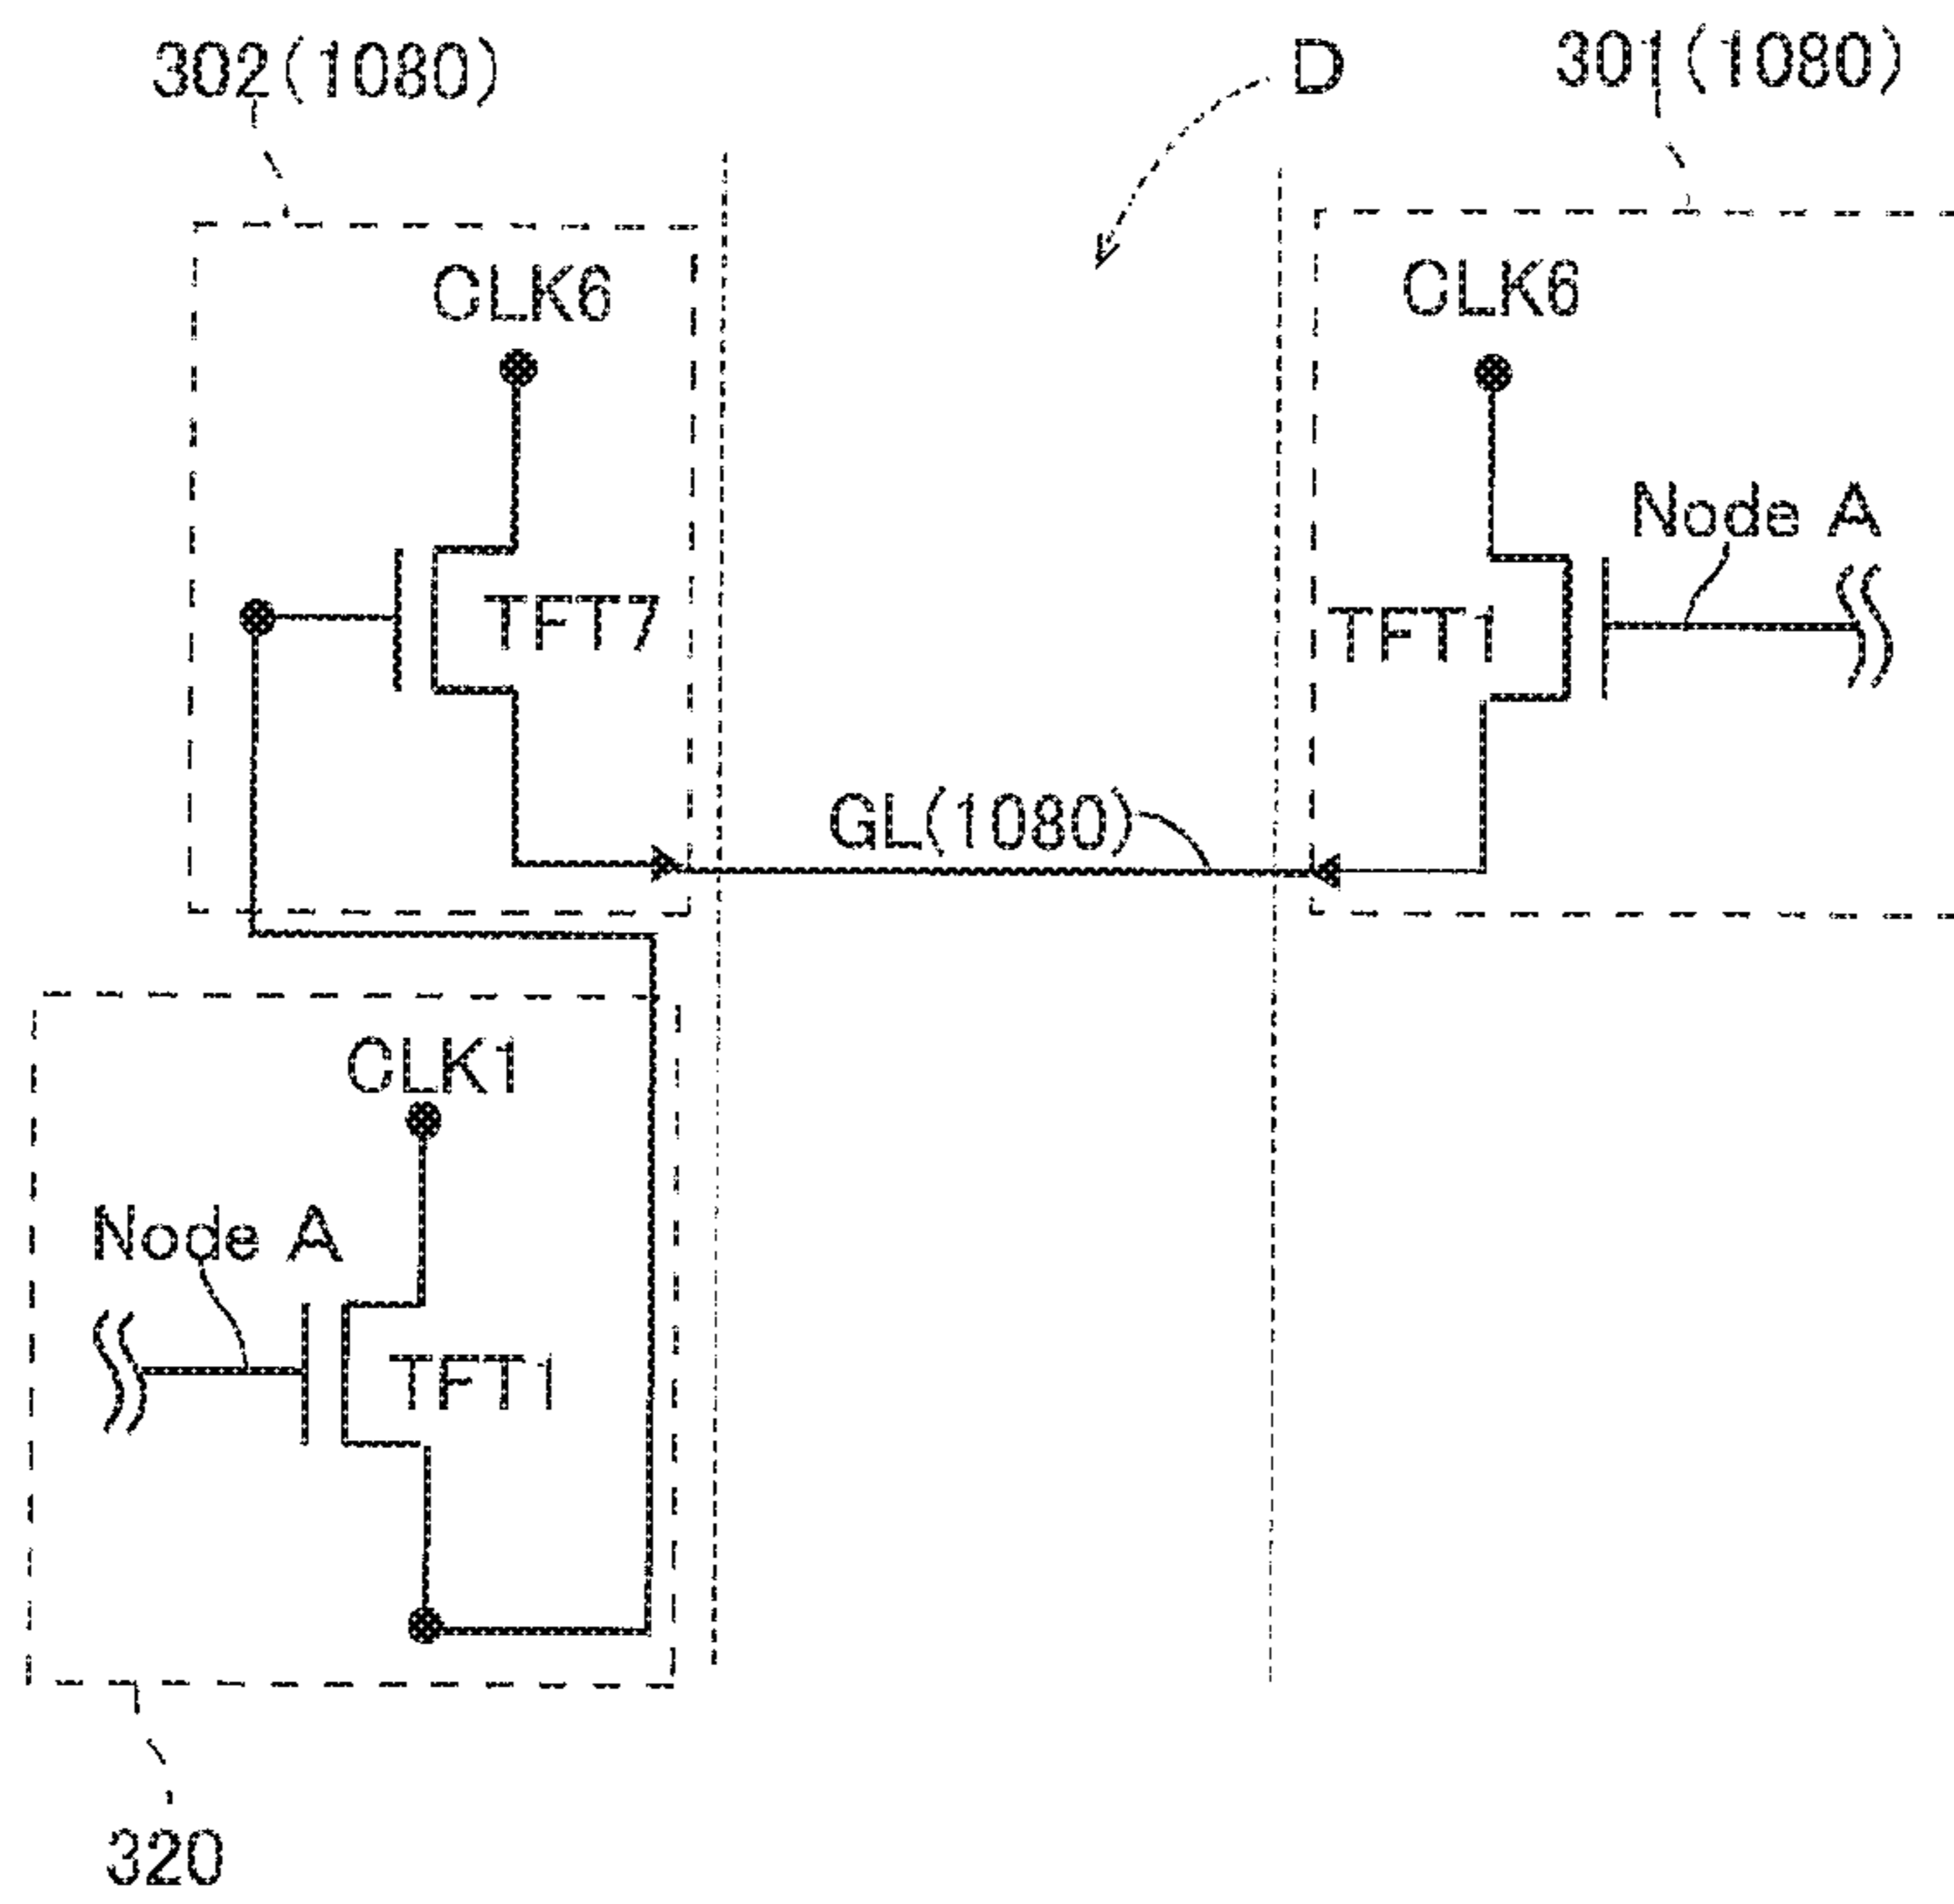 302(1080)
D
301(1080)
CLK6
CLK6
Node A
TFT7
TFT1
GL(1080)
CLK1
Node A
TFT1
320